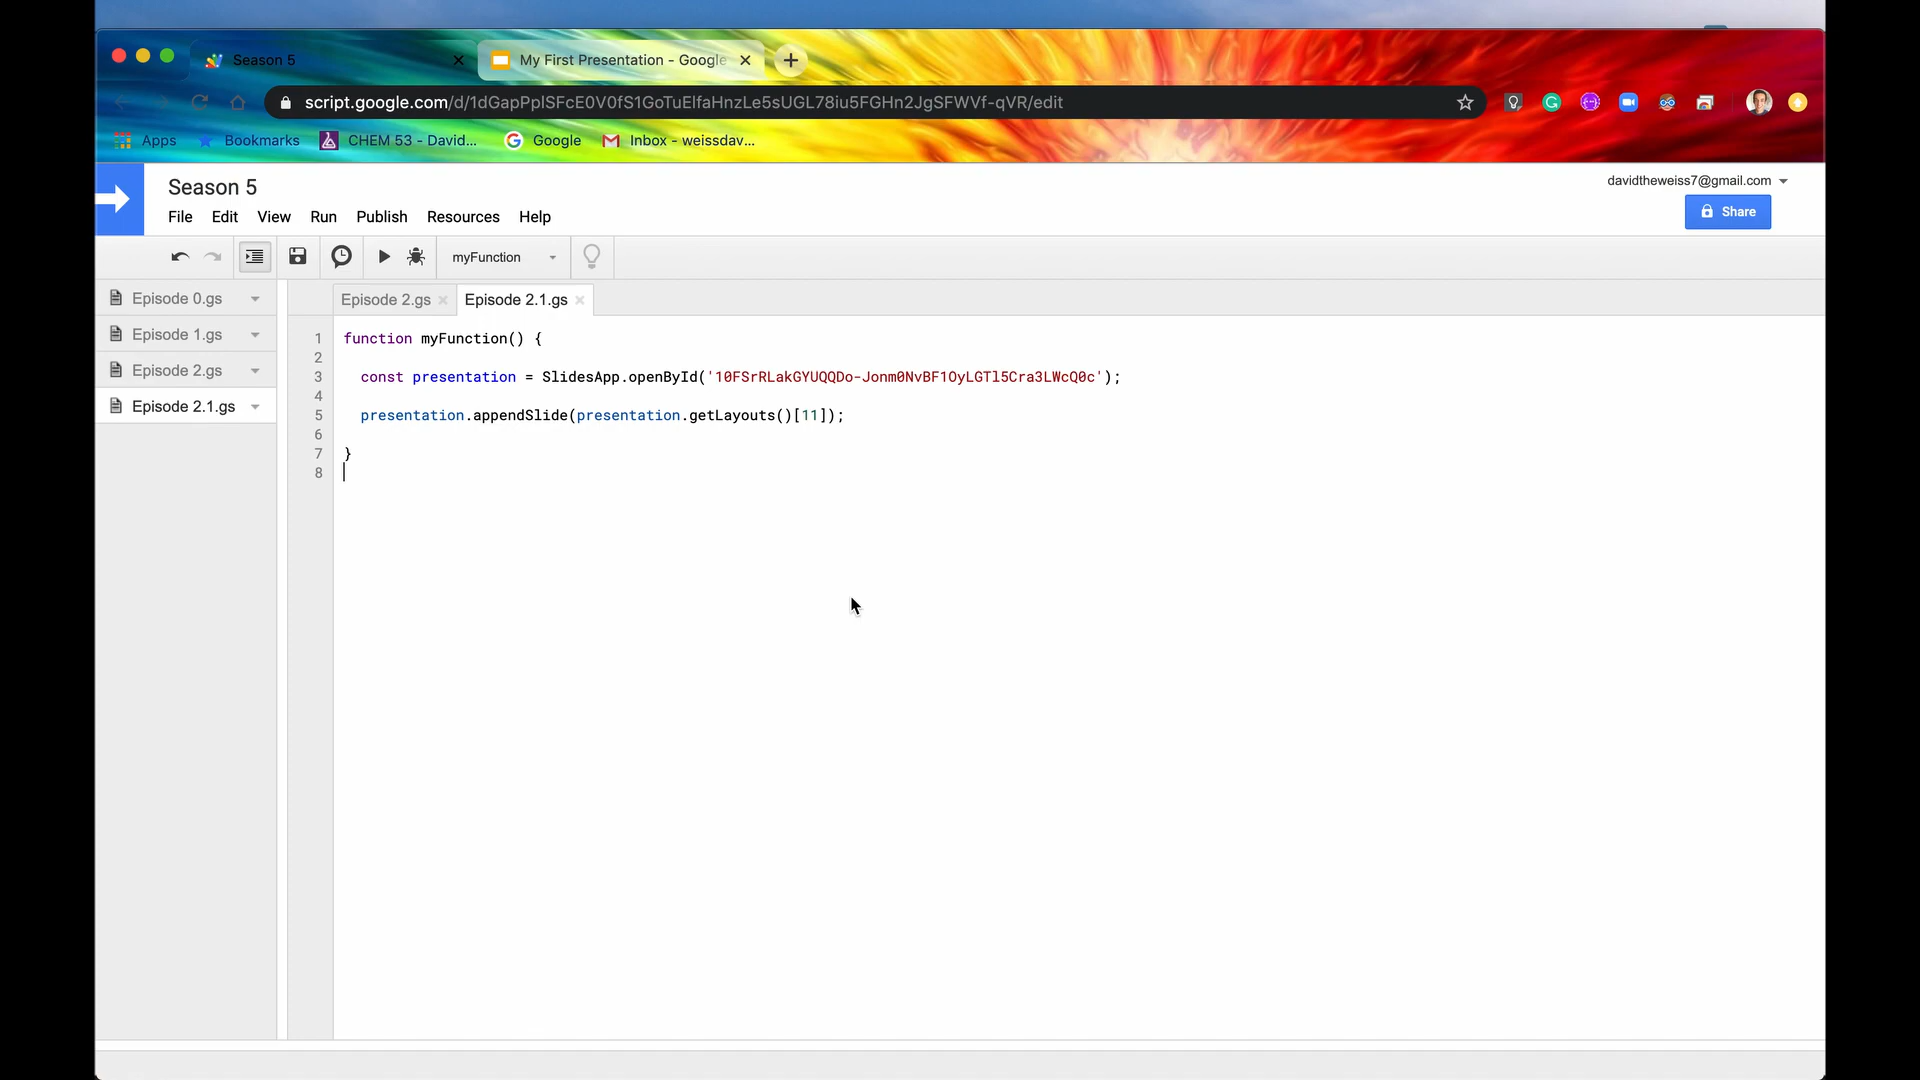 Season 5
My First Presentation - Google
script.google.com/d/1dGapPpISFcE0V0fS1GoTuElfaHnzLe5sUGL78iu5FGHn2JgSFWVf-qVR/edit
Apps
Bookmarks
CHEM 53 - David...
Google
Inbox - weissdav...
Season 5
davidtheweiss7@gmail.com
File Edit View Run Publish Resources Help
Share
myFunction
Episode 0.gs
Episode 1.gs
Episode 2.gs
Episode 2.1.gs
Episode 2.gs
Episode 2.1.gs
1 function myFunction() {
2
3 const presentation = SlidesApp.openById('10FSrRLakGYUQQDo-Jonm0NvBF1OyLGTl5Cra3LWcQ0c');
4
5 presentation.appendSlide(presentation.getLayouts()[11]);
6
7 }
8